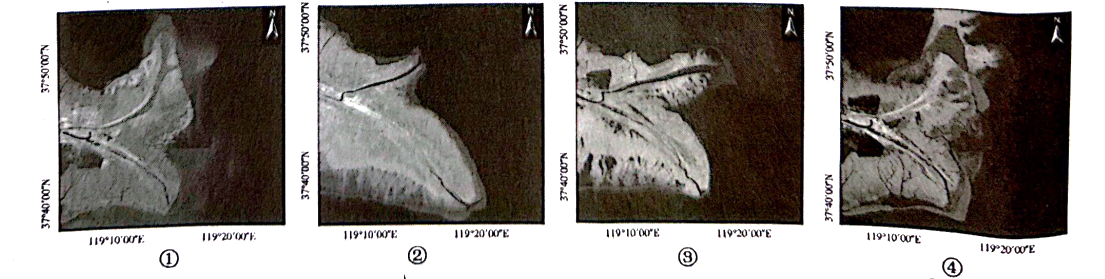 N
37°50′00″N
37°40′00″N
119°10′00″E
119°20′00″E
①
N
37°50′00″N
37°40′00″N
119°10′00″E
119°20′00″E
②
N
37°50′00″N
37°40′00″N
119°10′00″E
119°20′00″E
③
N
37°50′00″N
37°40′00″N
119°10′00″E
119°20′00″E
④